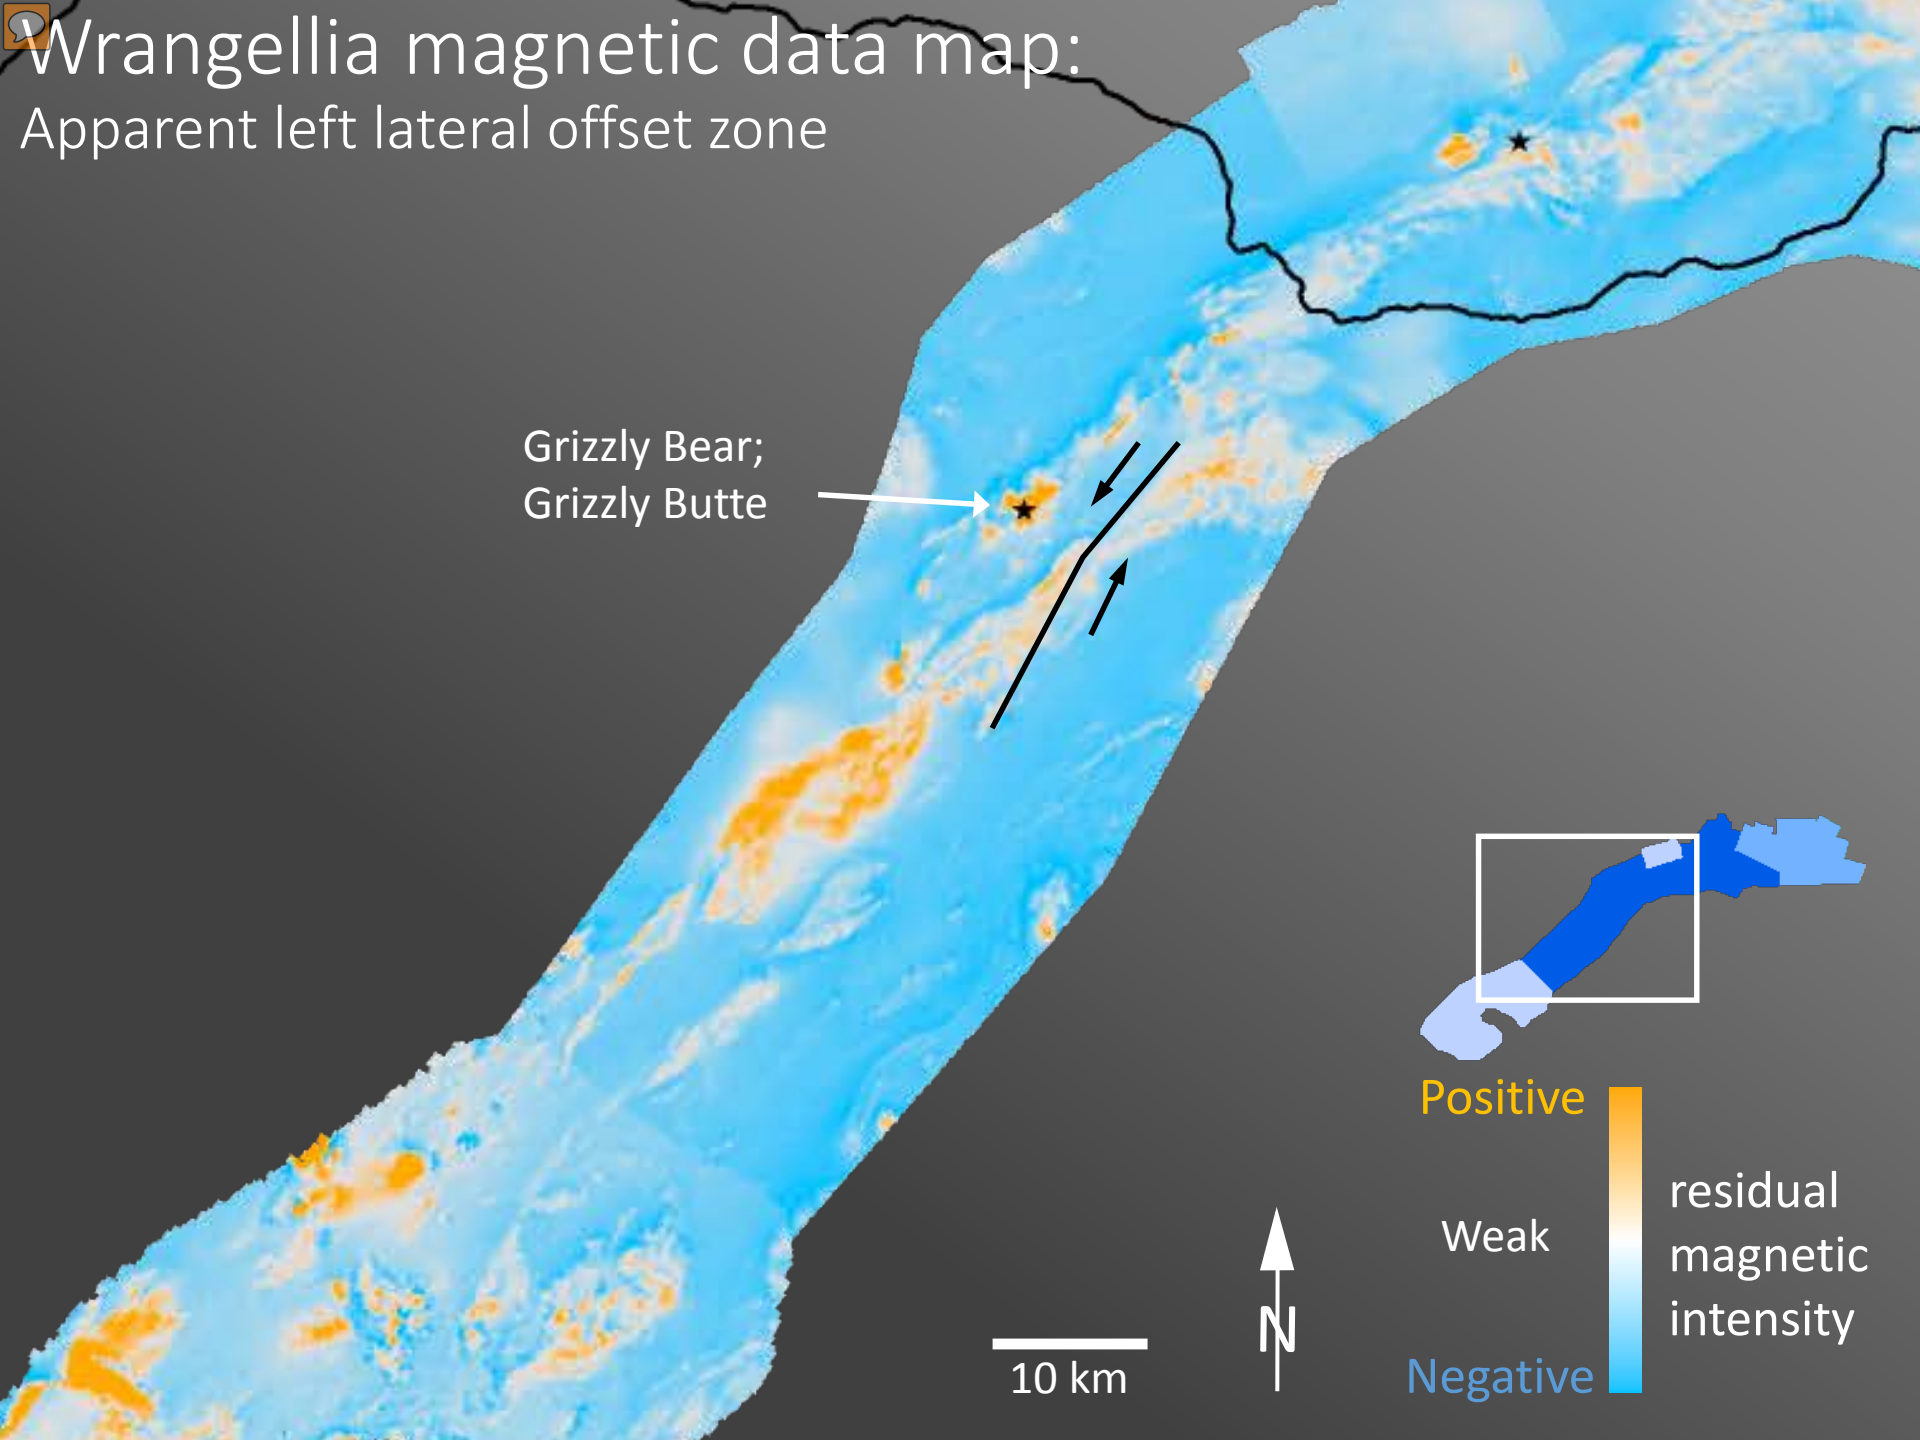 Wrangellia magnetic data map:
Apparent left lateral offset zone
Grizzly Bear;
Grizzly Butte
Positive
Weak
Negative
residual
magnetic
intensity
10 km
N